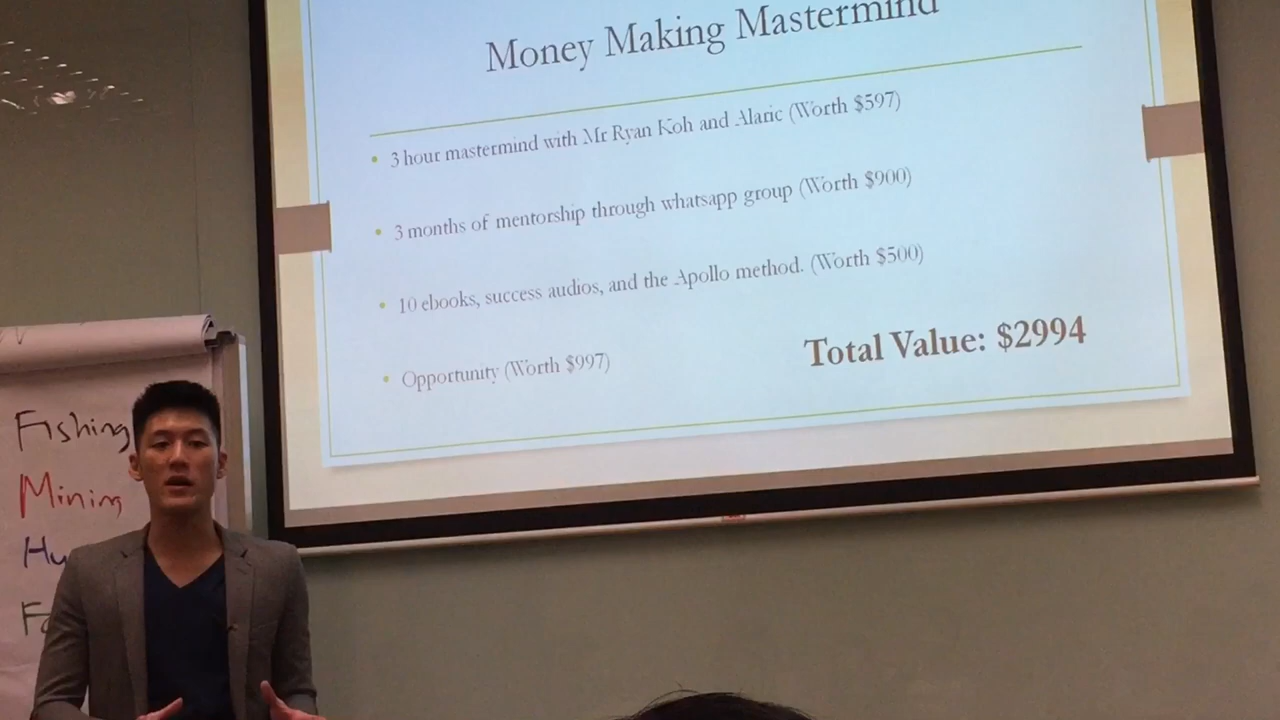 Money Making Mastermind
3 hour mastermind with Mr Ryan Koh and Alaric (Worth $597)
3 months of mentorship through whatsapp group (Worth $900)
10 ebooks, success audios, and the Apollo method. (Worth $500)
Opportunity (Worth $997)
Total Value: $2994
Fishing
Mining